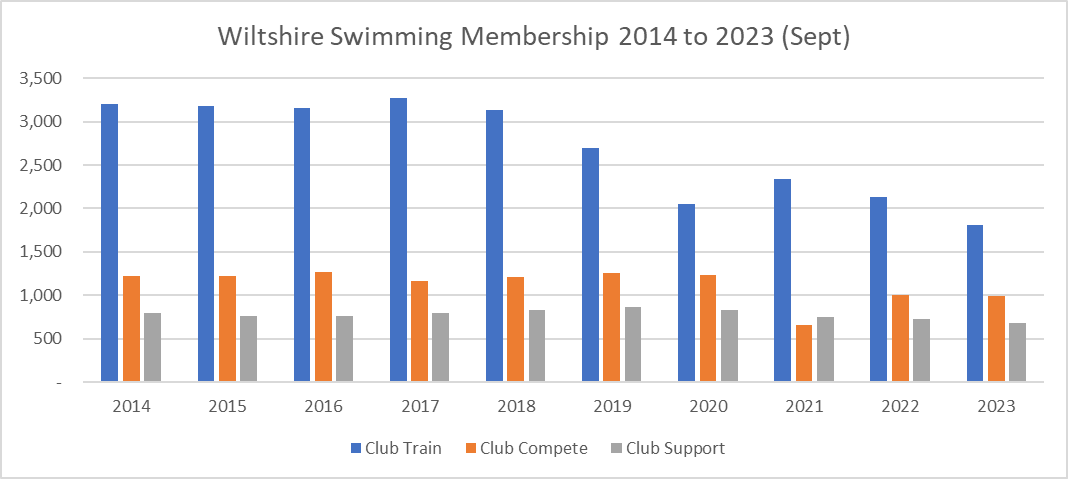 Wiltshire Swimming Membership 2014 to 2023 (Sept)
3,500
3,000
2,500
2,000
1,500
1,000
500
-
2014 2015 2016 2017 2018 2019 2020 2021 2022 2023
Club Train Club Compete Club Support